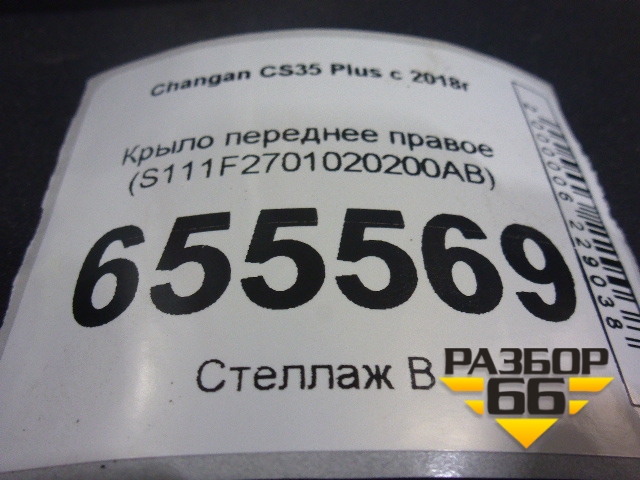 Changan CS35 Plus с 2018г
Крыло переднее правое
(S111F2701020200AB)
655569
Стеллаж В
РАЗБОР
66